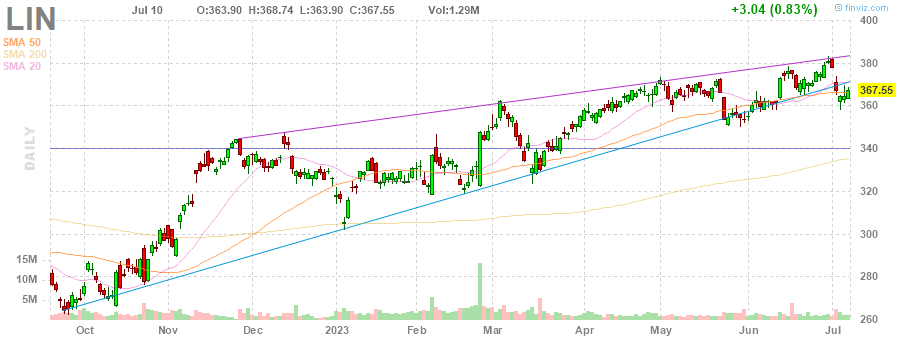 LIN
Jul 10 O:363.90 H:368.74 L:363.90 C:367.55 Vol:1.29M +3.04 (0.83%)
© finviz.com
SMA 50
SMA 200
SMA 20
DAILY
400
380
367.55
360
340
320
300
280
260
15M
10M
5M
Oct Nov Dec 2023 Feb Mar Apr May Jun Jul